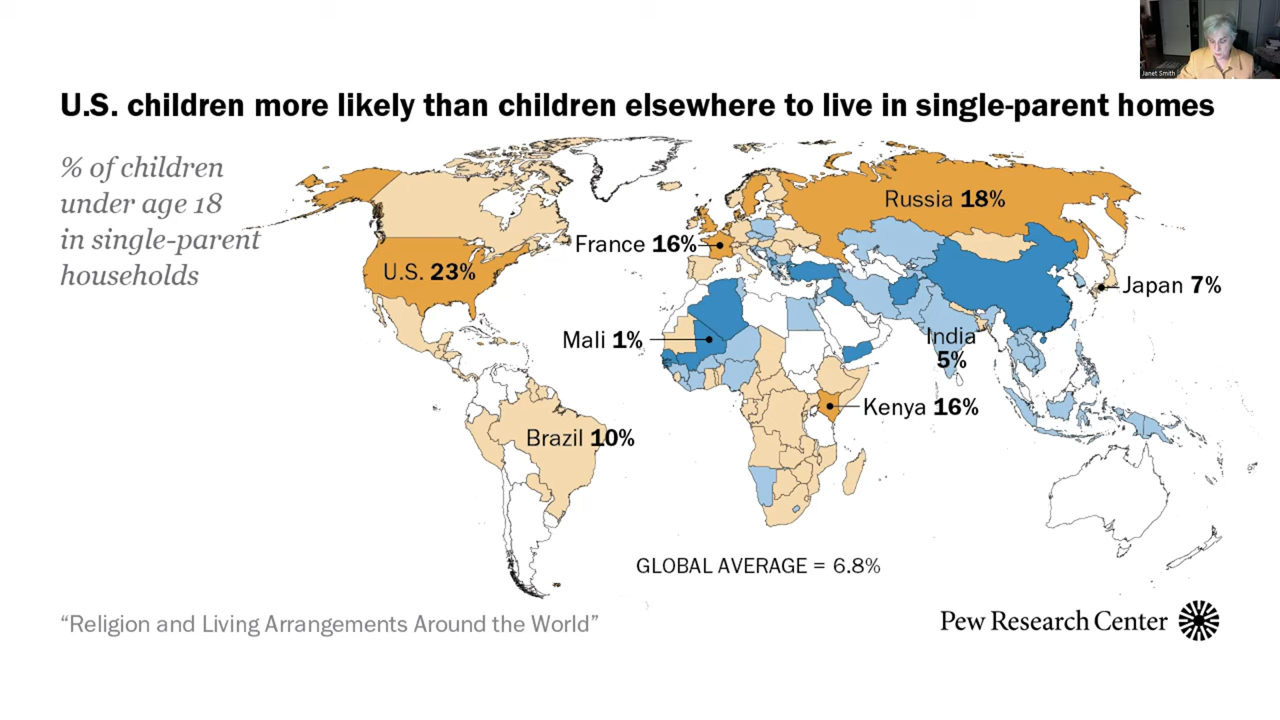 Janet Smith
U.S. children more likely than children elsewhere to live in single-parent homes
% of children
under age 18
in single-parent
households
Russia 18%
France 16%
U.S. 23%
Japan 7%
Mali 1%
India
5%
Kenya 16%
Brazil 10%
GLOBAL AVERAGE = 6.8%
“Religion and Living Arrangements Around the World”
Pew Research Center